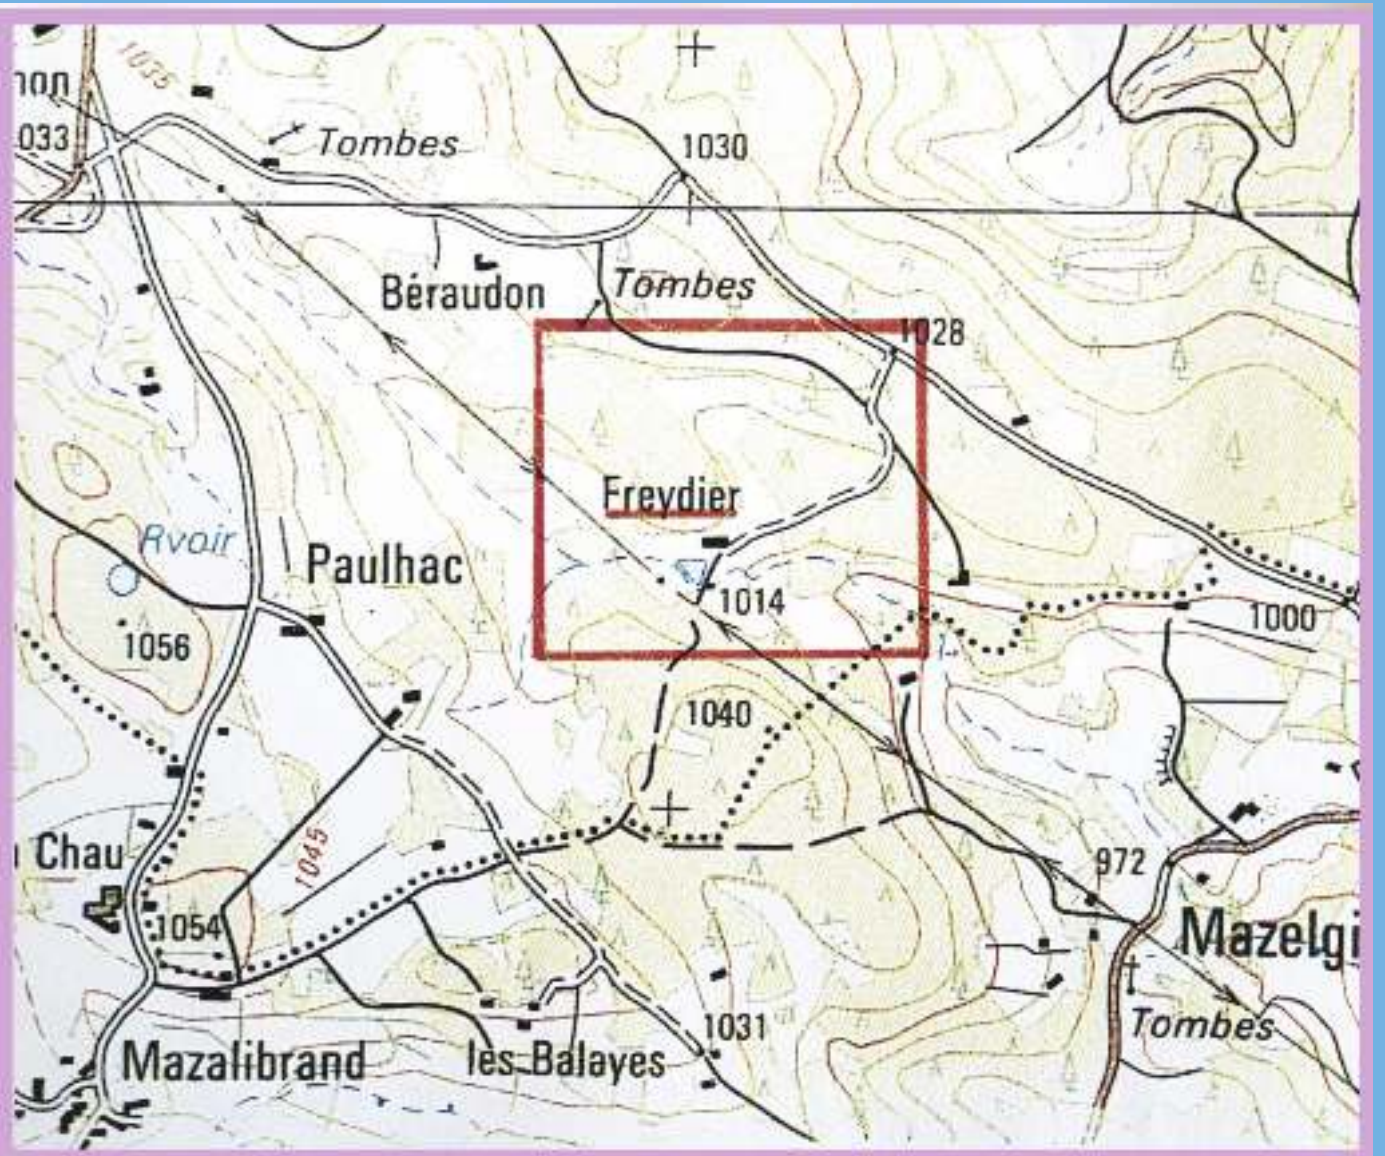 1035
non
033
Tombes
1030
Béraudon
Tombes
1028
Freydier
Rvoir
Paulhac
1014
1056
1000
1040
Chau
1045
972
1054
Mazelgi
1031
Tombes
Mazalibrand
les Balayes